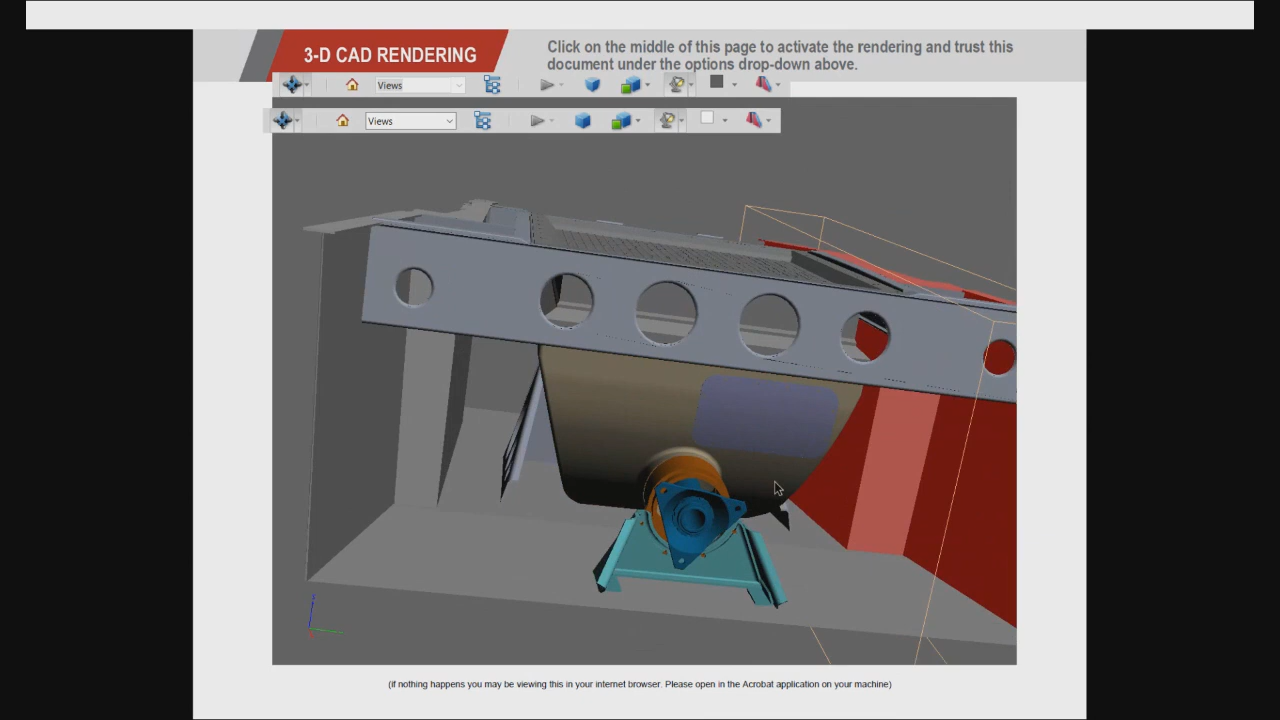 3-D CAD RENDERING
Click on the middle of this page to activate the rendering and trust this
document under the options drop-down above.
Views
Views
(if nothing happens you may be viewing this in your internet browser. Please open in the Acrobat application on your machine)